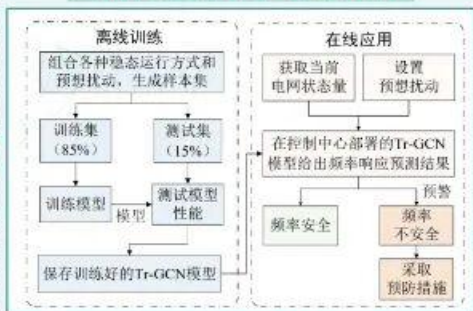 离线训练
组合各种稳态运行方式和
预想扰动，生成样本集
训练集
（85%）
测试集
（15%）
训练模型
模型
测试模型
性能
保存训练好的Tr-GCN模型
在线应用
获取当前
电网状态量
设置
预想扰动
在控制中心部署的Tr-GCN
模型给出频率响应预测结果
预警
频率安全
频率
不安全
采取
预防措施